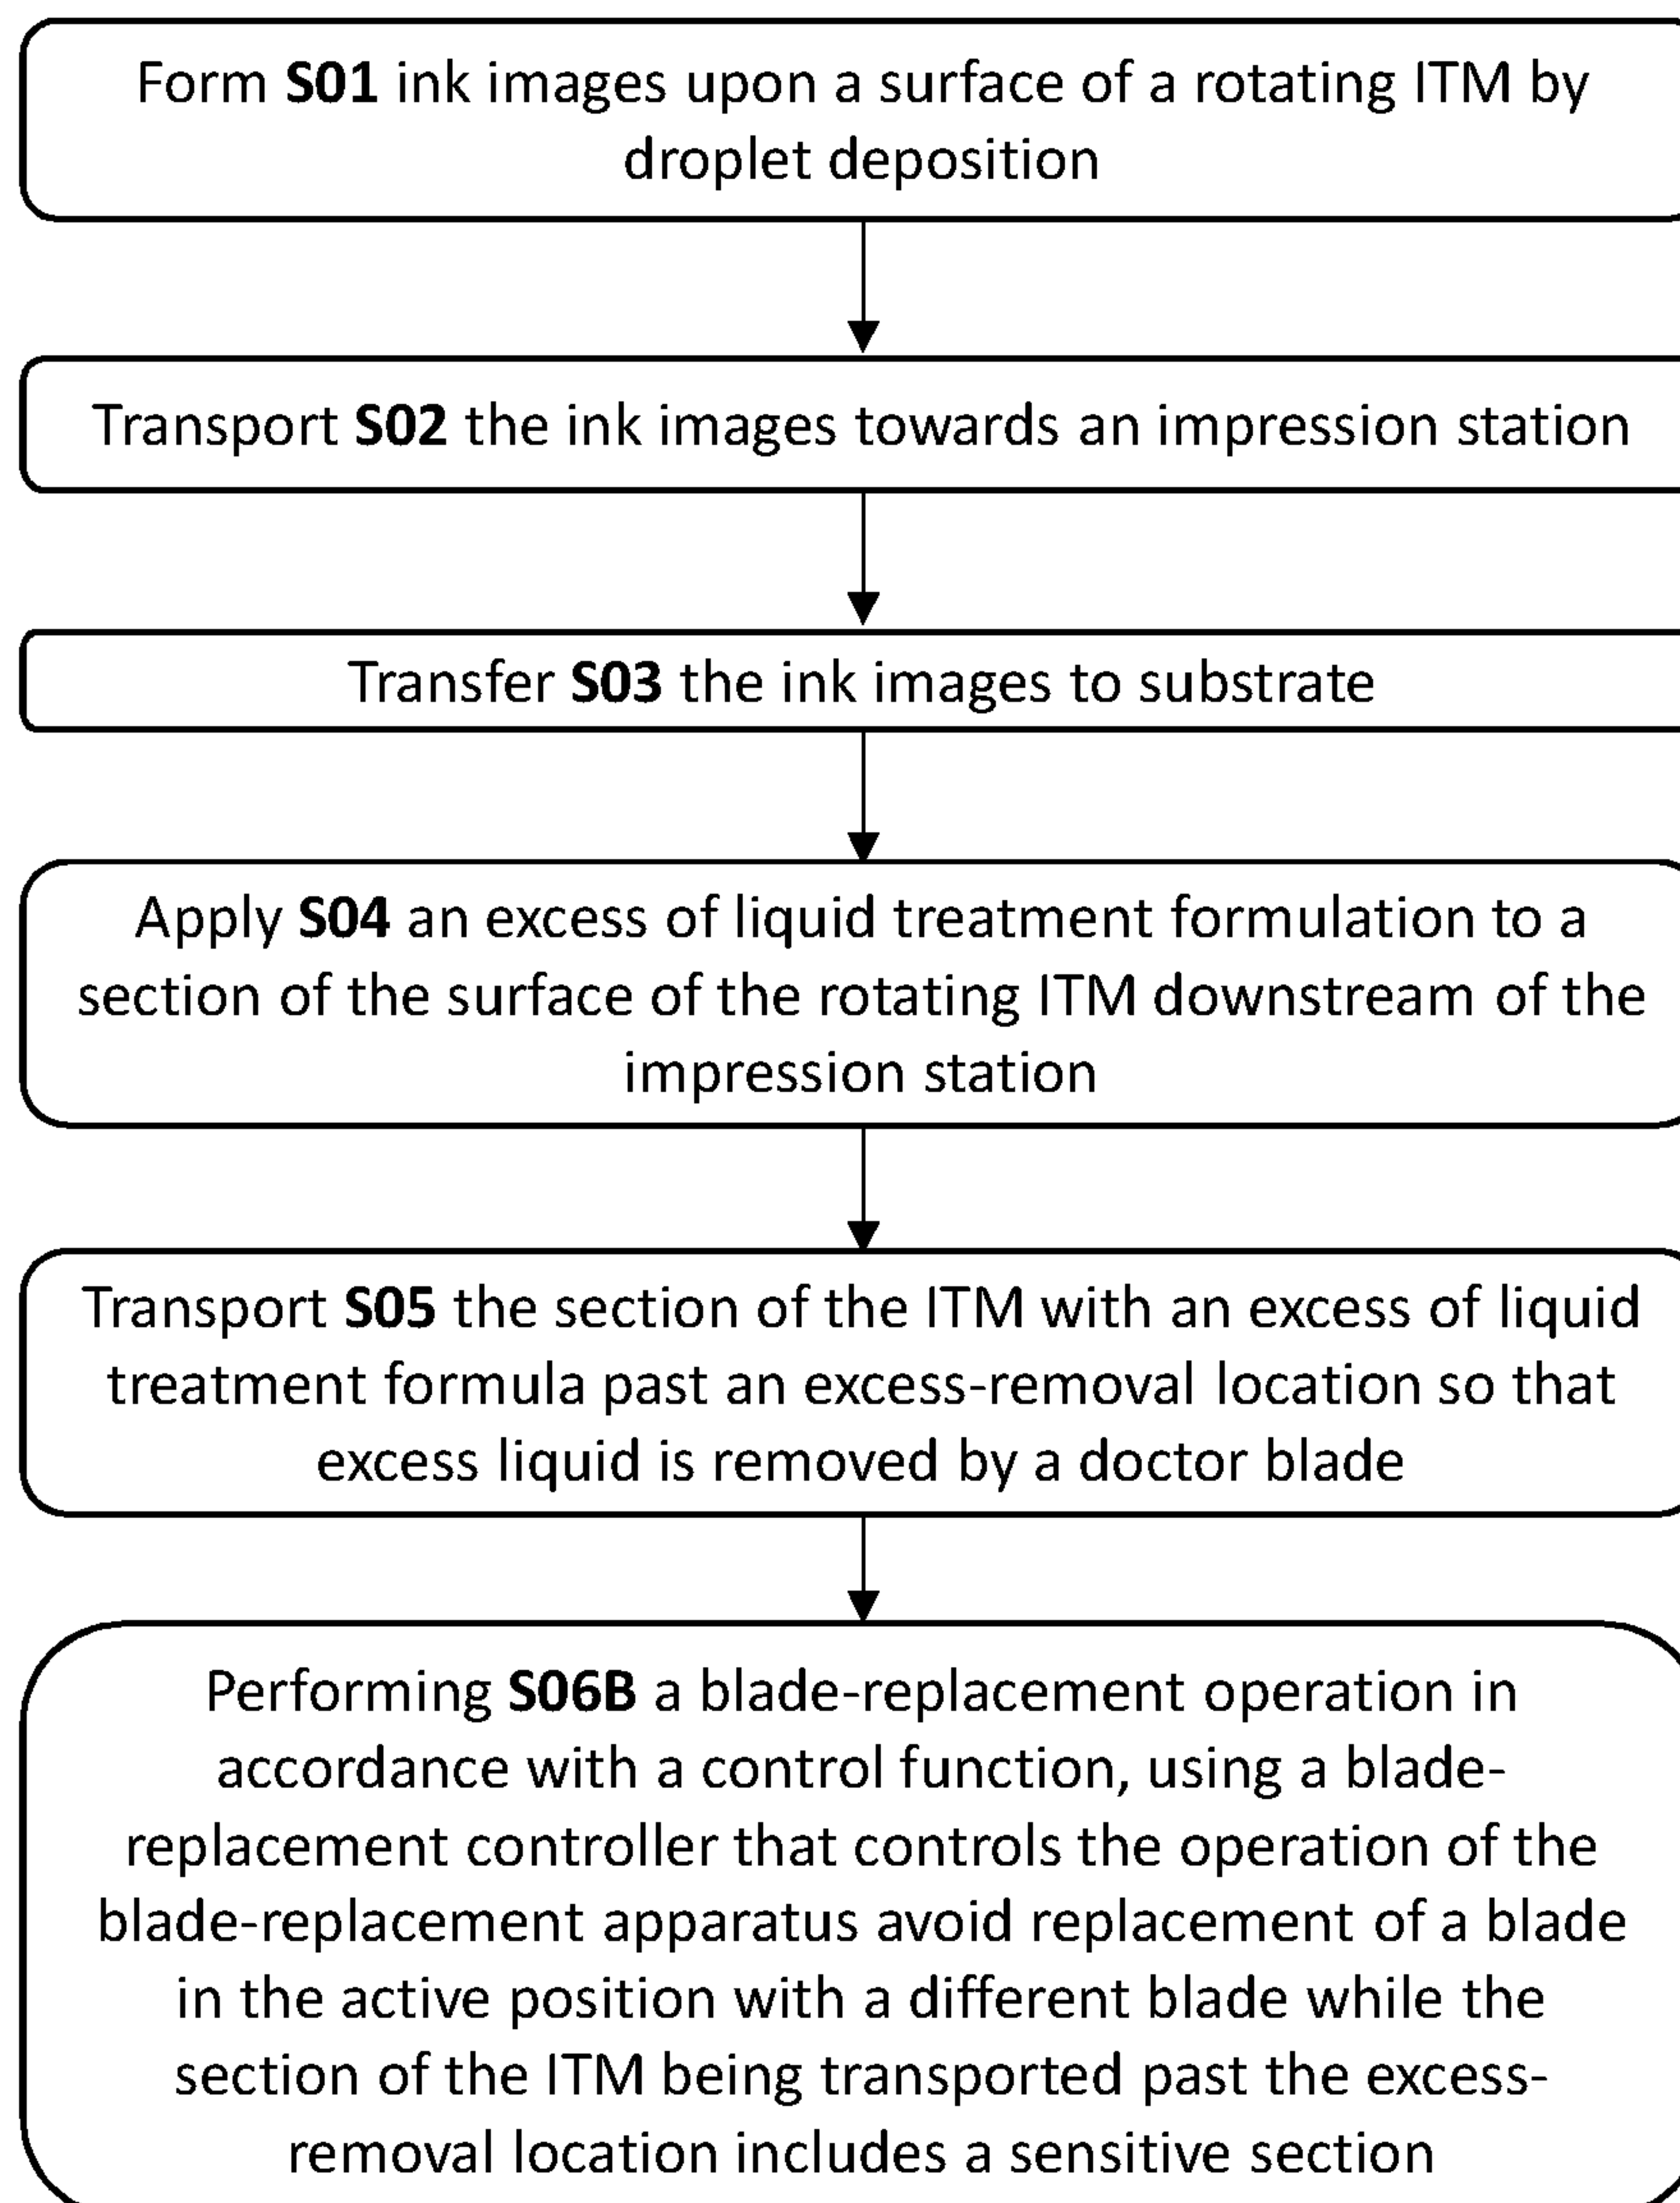 Form S01 ink images upon a surface of a rotating ITM by
droplet deposition
Transport S02 the ink images towards an impression station
Transfer S03 the ink images to substrate
Apply S04 an excess of liquid treatment formulation to a
section of the surface of the rotating ITM downstream of the
impression station
Transport S05 the section of the ITM with an excess of liquid
treatment formula past an excess-removal location so that
excess liquid is removed by a doctor blade
Performing S06B a blade-replacement operation in
accordance with a control function, using a blade-
replacement controller that controls the operation of the
blade-replacement apparatus avoid replacement of a blade
in the active position with a different blade while the
section of the ITM being transported past the excess-
removal location includes a sensitive section